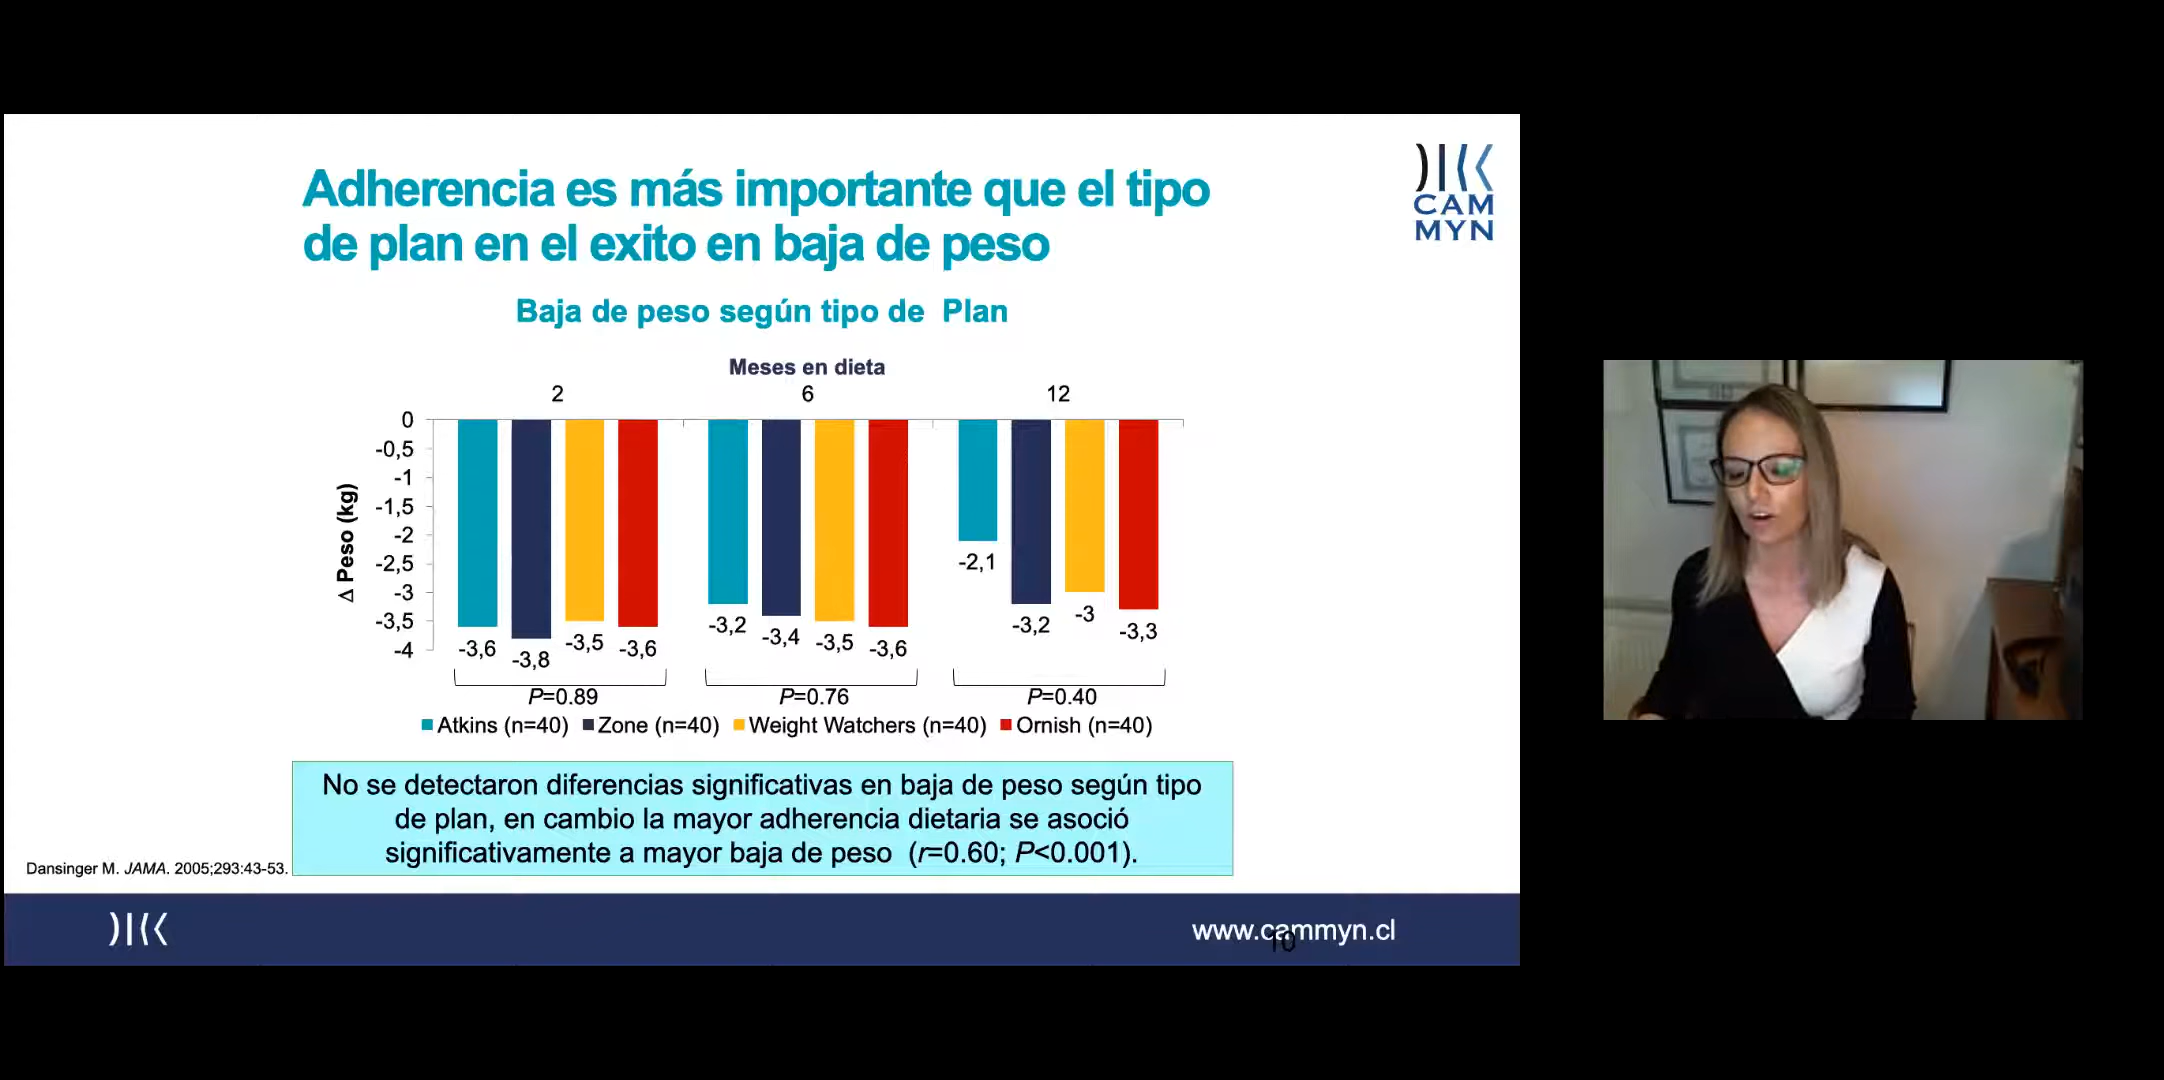 Adherencia es más importante que el tipo
de plan en el exito en baja de peso
CAM
MYN
Baja de peso según tipo de Plan
Meses en dieta
2 6 12
Δ Peso (kg)
0
-0,5
-1
-1,5
-2
-2,5
-3
-3,5
-4
-3,6 -3,8 -3,5 -3,6
-3,2 -3,4 -3,5 -3,6
-2,1 -3,2 -3 -3,3
P=0.89 P=0.76 P=0.40
Atkins (n=40) Zone (n=40) Weight Watchers (n=40) Ornish (n=40)
No se detectaron diferencias significativas en baja de peso según tipo
de plan, en cambio la mayor adherencia dietaria se asoció
significativamente a mayor baja de peso (r=0.60; P<0.001).
Dansinger M. JAMA. 2005;293:43-53.
www.cammyn.cl
10